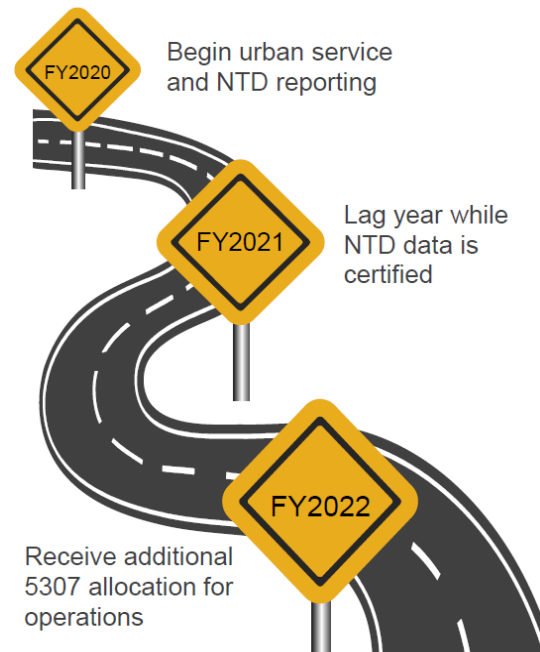 FY2020
Begin urban service
and NTD reporting
FY2021
Lag year while
NTD data is
certified
FY2022
Receive additional
5307 allocation for
operations